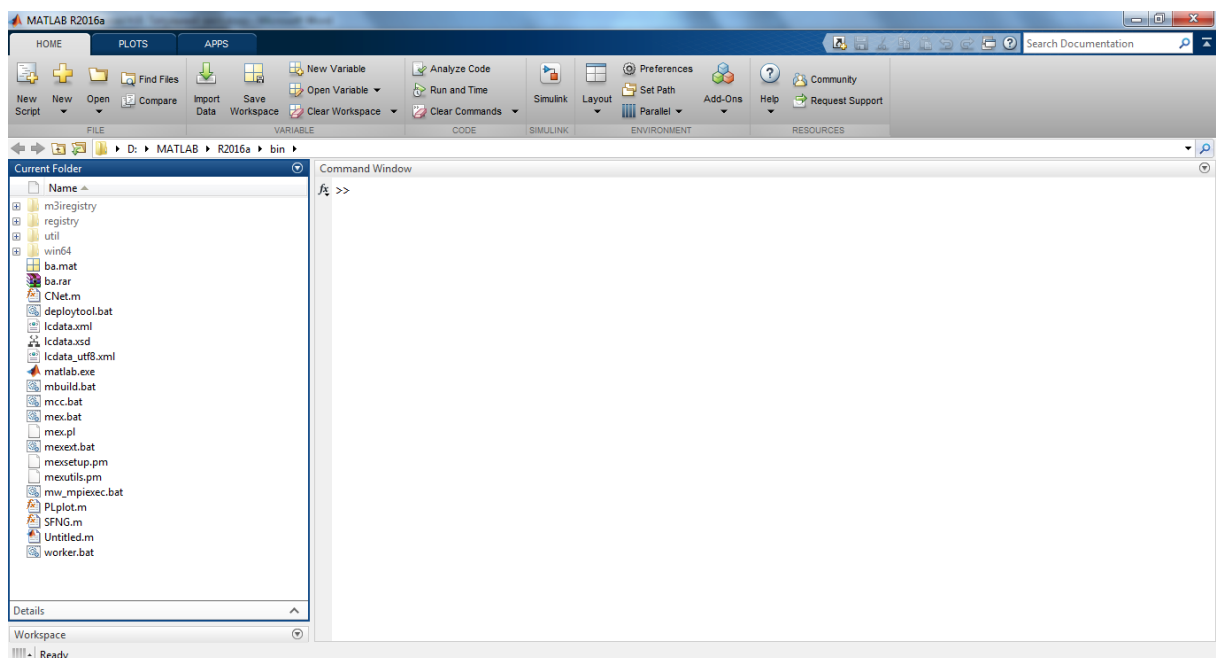 MATLAB R2016a
HOME PLOTS APPS
Search Documentation
New Script
New
Open
Find Files
Compare
Import Data
Save Workspace
New Variable
Open Variable
Clear Workspace
Analyze Code
Run and Time
Clear Commands
Simulink
Layout
Preferences
Set Path
Parallel
Add-Ons
Help
Community
Request Support
FILE VARIABLE CODE SIMULINK ENVIRONMENT RESOURCES
D: MATLAB R2016a bin
Current Folder
Name
m3iregistry
registry
util
win64
ba.mat
ba.rar
CNet.m
deploytool.bat
lcdata.xml
lcdata.xsd
lcdata_utf8.xml
matlab.exe
mbuild.bat
mcc.bat
mex.bat
mex.pl
mexext.bat
mexsetup.pm
mexutils.pm
mw_mpiexec.bat
PLplot.m
SFNG.m
Untitled.m
worker.bat
Details
Workspace
Command Window
fx >>
Ready